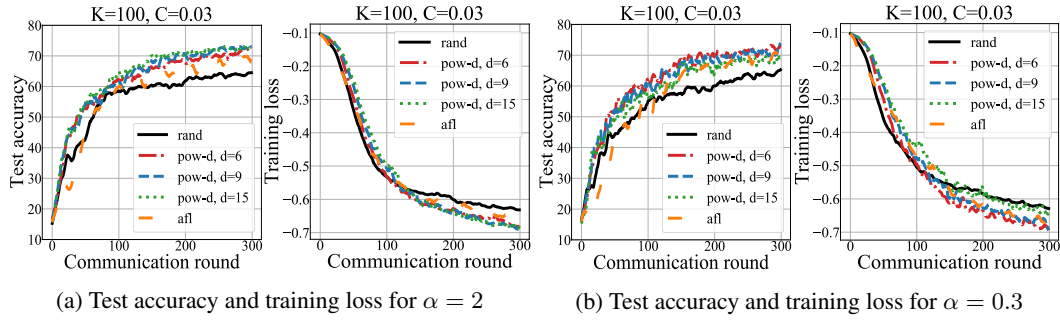 K=100, C=0.03
Test accuracy
80
70
60
50
40
30
20
10
0
100
200
300
Communication round
rand
pow-d, d=6
pow-d, d=9
pow-d, d=15
afl
K=100, C=0.03
Training loss
−0.1
−0.2
−0.3
−0.4
−0.5
−0.6
−0.7
0
100
200
300
Communication round
rand
pow-d, d=6
pow-d, d=9
pow-d, d=15
afl
(a) Test accuracy and training loss for α = 2
K=100, C=0.03
Test accuracy
80
70
60
50
40
30
20
10
0
100
200
300
Communication round
rand
pow-d, d=6
pow-d, d=9
pow-d, d=15
afl
K=100, C=0.03
Training loss
−0.1
−0.2
−0.3
−0.4
−0.5
−0.6
−0.7
0
100
200
300
Communication round
rand
pow-d, d=6
pow-d, d=9
pow-d, d=15
afl
(b) Test accuracy and training loss for α = 0.3